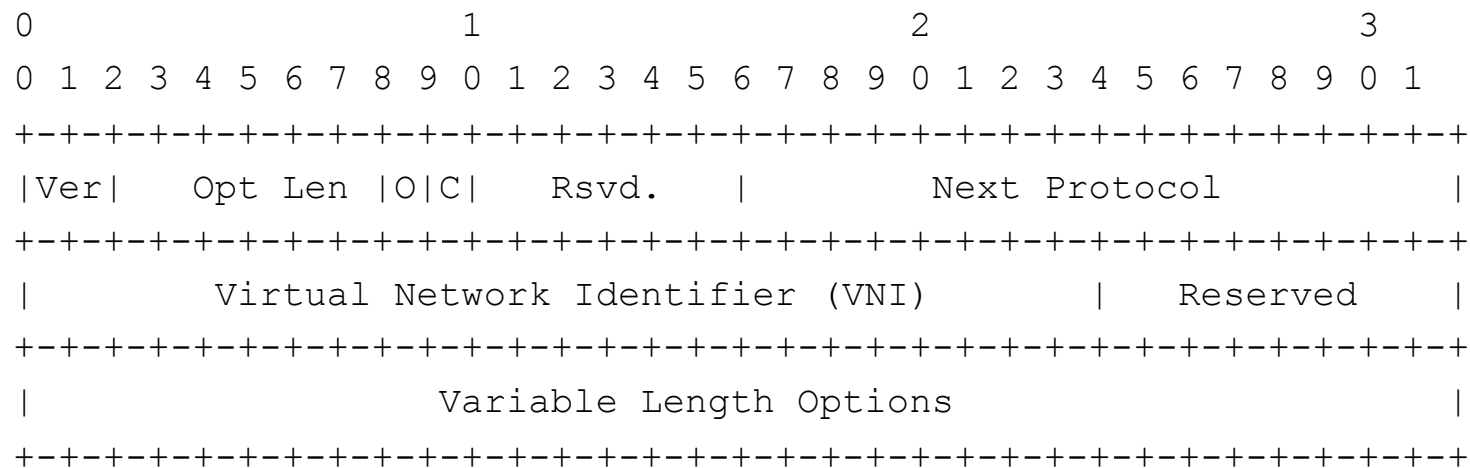 0                   1                   2                   3
0 1 2 3 4 5 6 7 8 9 0 1 2 3 4 5 6 7 8 9 0 1 2 3 4 5 6 7 8 9 0 1
+-+-+-+-+-+-+-+-+-+-+-+-+-+-+-+-+-+-+-+-+-+-+-+-+-+-+-+-+-+-+-+-+
|Ver|   Opt Len |O|C|   Rsvd.   |        Next Protocol          |
+-+-+-+-+-+-+-+-+-+-+-+-+-+-+-+-+-+-+-+-+-+-+-+-+-+-+-+-+-+-+-+-+
|        Virtual Network Identifier (VNI)       |   Reserved    |
+-+-+-+-+-+-+-+-+-+-+-+-+-+-+-+-+-+-+-+-+-+-+-+-+-+-+-+-+-+-+-+-+
|                  Variable Length Options                      |
+-+-+-+-+-+-+-+-+-+-+-+-+-+-+-+-+-+-+-+-+-+-+-+-+-+-+-+-+-+-+-+-+